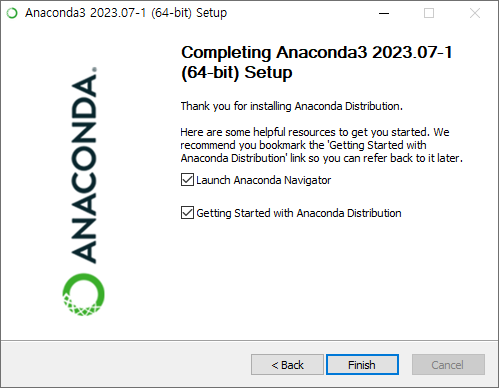 Anaconda3 2023.07-1 (64-bit) Setup
Completing Anaconda3 2023.07-1
(64-bit) Setup
Thank you for installing Anaconda Distribution.
Here are some helpful resources to get you started. We
recommend you bookmark the 'Getting Started with
Anaconda Distribution' link so you can refer back to it later.
Launch Anaconda Navigator
Getting Started with Anaconda Distribution
ANACONDA.
< Back
Finish
Cancel